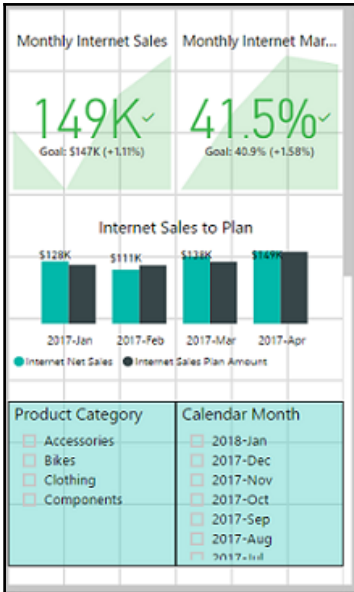 Monthly Internet Sales
Monthly Internet Mar...
149K
41.5%
Goal: $147K (+1.11%)
Goal: 40.9% (+1.58%)
Internet Sales to Plan
$128K $111K $138K $149K
2017-Jan 2017-Feb 2017-Mar 2017-Apr
Internet Net Sales Internet Sales Plan Amount
Product Category
Accessories
Bikes
Clothing
Components
Calendar Month
2018-Jan
2017-Dec
2017-Nov
2017-Oct
2017-Sep
2017-Aug
2017-Jul